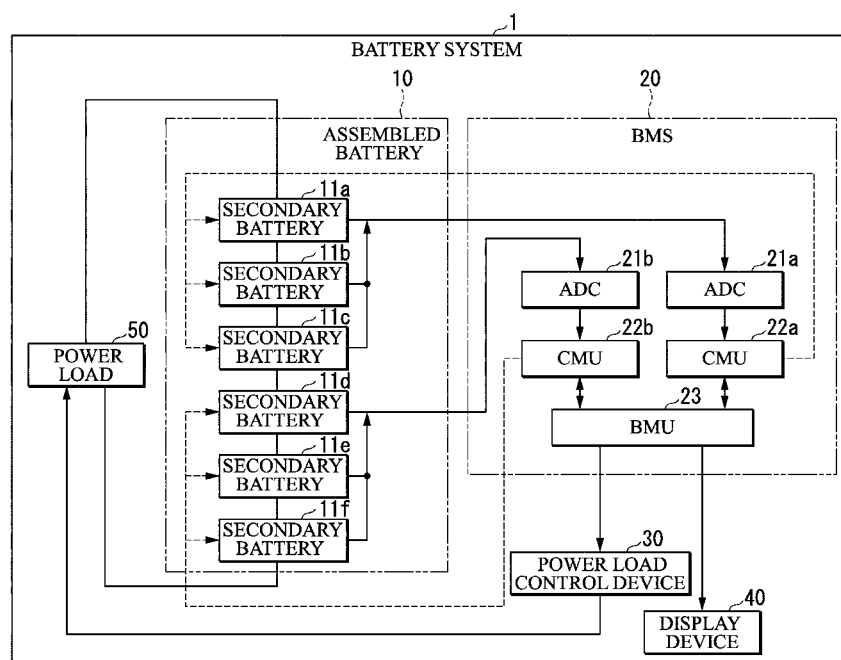 1
BATTERY SYSTEM
10
ASSEMBLED
BATTERY
20
BMS
11a
SECONDARY
BATTERY
11b
SECONDARY
BATTERY
11c
SECONDARY
BATTERY
11d
SECONDARY
BATTERY
11e
SECONDARY
BATTERY
11f
SECONDARY
BATTERY
50
POWER
LOAD
21b
ADC
21a
ADC
22b
CMU
22a
CMU
23
BMU
30
POWER LOAD
CONTROL DEVICE
40
DISPLAY
DEVICE